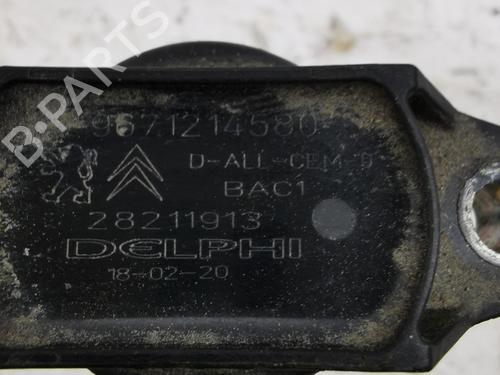 9671214580
D-ALL-CEM-D
BAC1
28211913
DELPHI
18-02-20
B-PARTS